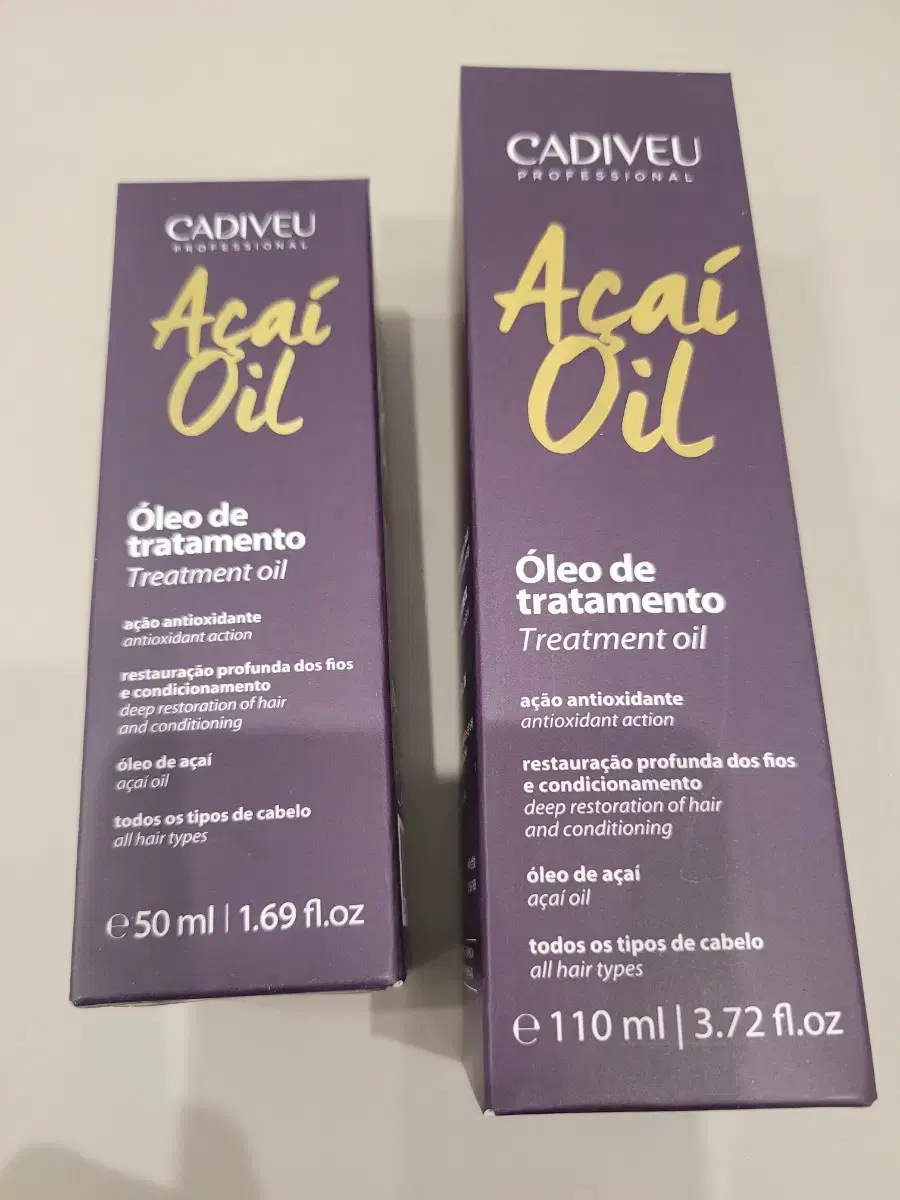 CADIVEU
PROFESSIONAL
Açaí
Oil
Óleo de
tratamento
Treatment oil
ação antioxidante
antioxidant action
restauração profunda dos fios
e condicionamento
deep restoration of hair
and conditioning
óleo de açaí
açaí oil
todos os tipos de cabelo
all hair types
℮ 50 ml | 1.69 fl.oz
CADIVEU
PROFESSIONAL
Açaí
Oil
Óleo de
tratamento
Treatment oil
ação antioxidante
antioxidant action
restauração profunda dos fios
e condicionamento
deep restoration of hair
and conditioning
óleo de açaí
açaí oil
todos os tipos de cabelo
all hair types
℮ 110 ml | 3.72 fl.oz